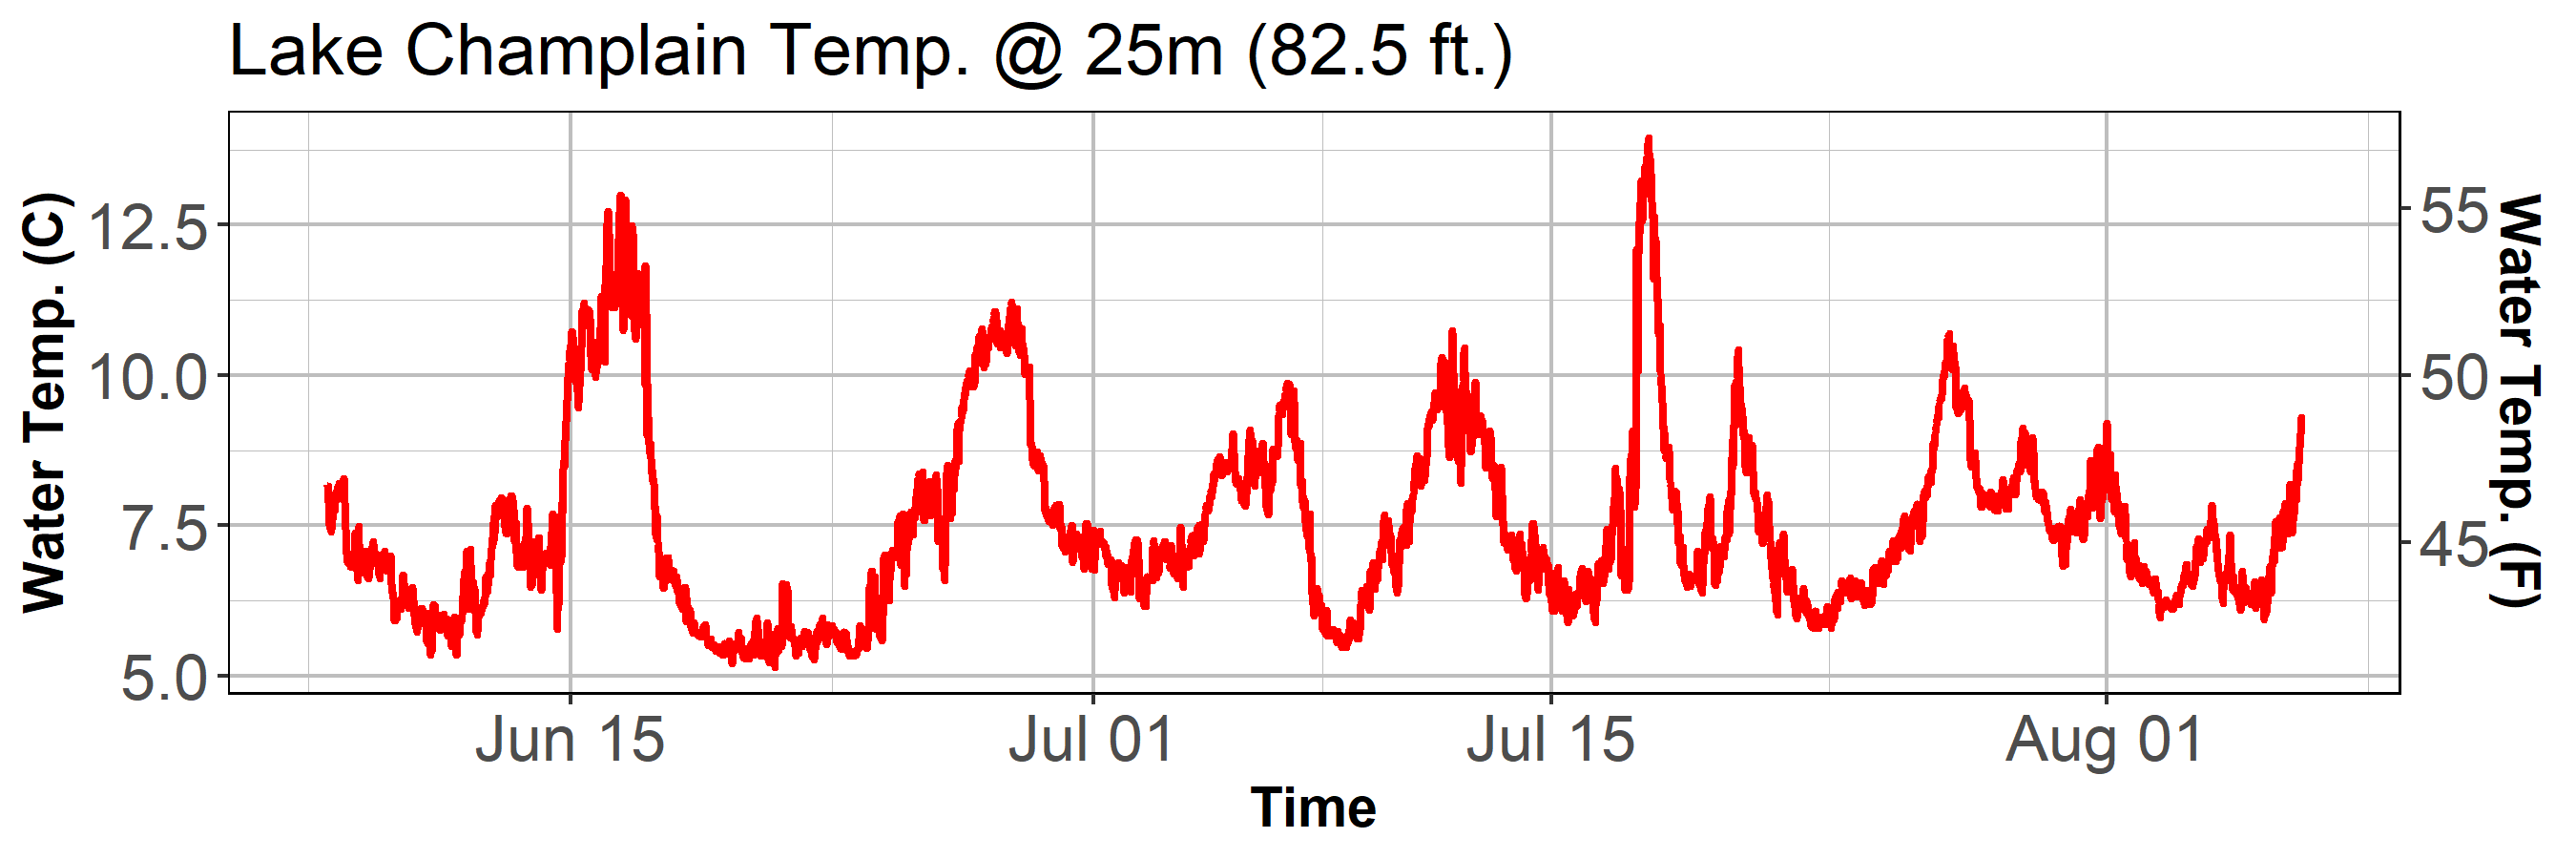 Lake Champlain Temp. @ 25m (82.5 ft.)
Water Temp. (C)
12.5
10.0
7.5
5.0
55
50
45
Water Temp. (F)
Jun 15
Jul 01
Jul 15
Aug 01
Time